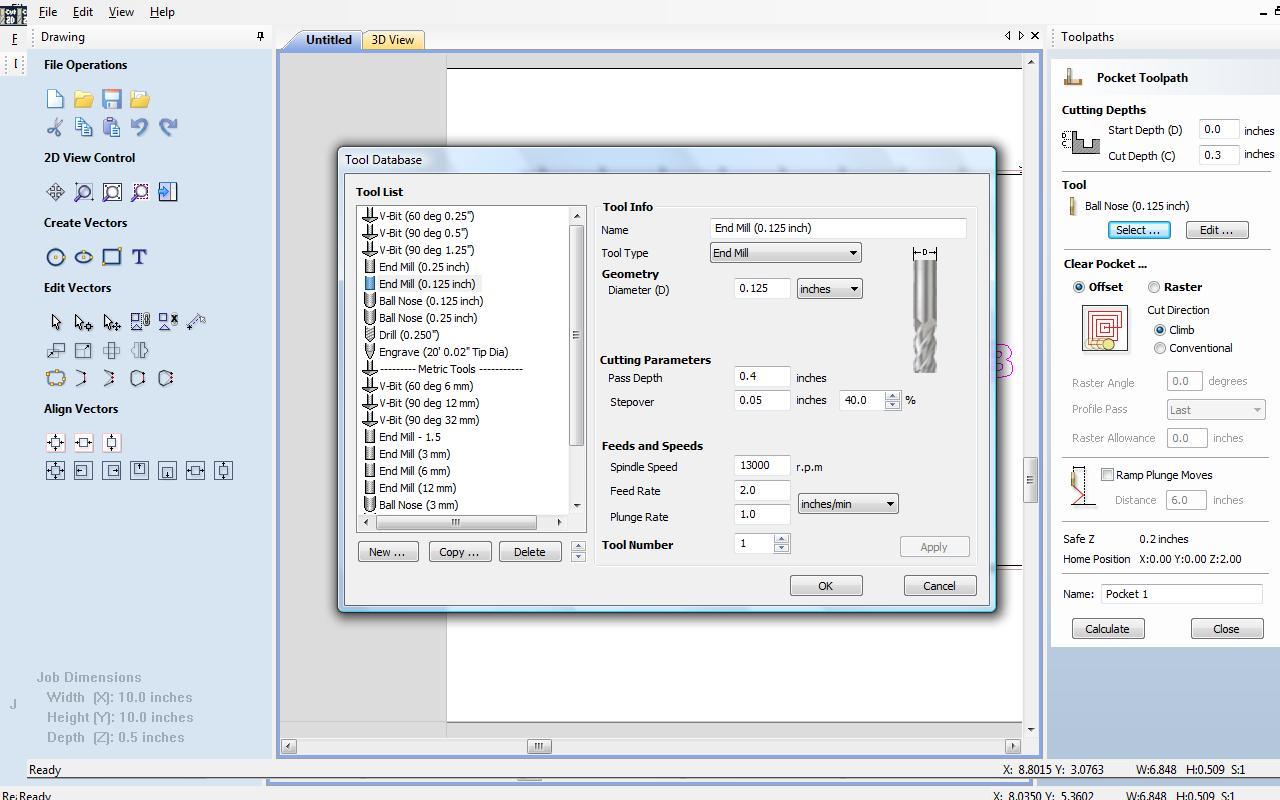 File Edit View Help
F
I
Drawing
File Operations
2D View Control
Create Vectors
T
Edit Vectors
Align Vectors
Job Dimensions
Width (X): 10.0 inches
Height (Y): 10.0 inches
Depth (Z): 0.5 inches
J
Untitled
3D View
B
Tool Database
Tool List
V-Bit (60 deg 0.25")
V-Bit (90 deg 0.5")
V-Bit (90 deg 1.25")
End Mill (0.25 inch)
End Mill (0.125 inch)
Ball Nose (0.125 inch)
Ball Nose (0.25 inch)
Drill (0.250")
Engrave (20' 0.02" Tip Dia)
--------- Metric Tools -----------
V-Bit (60 deg 6 mm)
V-Bit (90 deg 12 mm)
V-Bit (90 deg 32 mm)
End Mill - 1.5
End Mill (3 mm)
End Mill (6 mm)
End Mill (12 mm)
Ball Nose (3 mm)
New ... Copy ... Delete
Tool Info
Name End Mill (0.125 inch)
Tool Type End Mill
D
Geometry
Diameter (D) 0.125 inches
Cutting Parameters
Pass Depth 0.4 inches
Stepover 0.05 inches 40.0 %
Feeds and Speeds
Spindle Speed 13000 r.p.m
Feed Rate 2.0 inches/min
Plunge Rate 1.0
Tool Number 1
Apply
OK Cancel
Toolpaths
Pocket Toolpath
Cutting Depths
Start Depth (D) 0.0 inches
Cut Depth (C) 0.3 inches
Tool
Ball Nose (0.125 inch)
Select ... Edit ...
Clear Pocket ...
Offset Raster
Cut Direction
Climb
Conventional
Raster Angle 0.0 degrees
Profile Pass Last
Raster Allowance 0.0 inches
Ramp Plunge Moves
Distance 6.0 inches
Safe Z 0.2 inches
Home Position X:0.00 Y:0.00 Z:2.00
Name: Pocket 1
Calculate Close
Ready X: 8.8015 Y: 3.0763 W:6.848 H:0.509 S:1
Re Ready X: 8.0350 Y: 5.3602 W:6.848 H:0.509 S:1